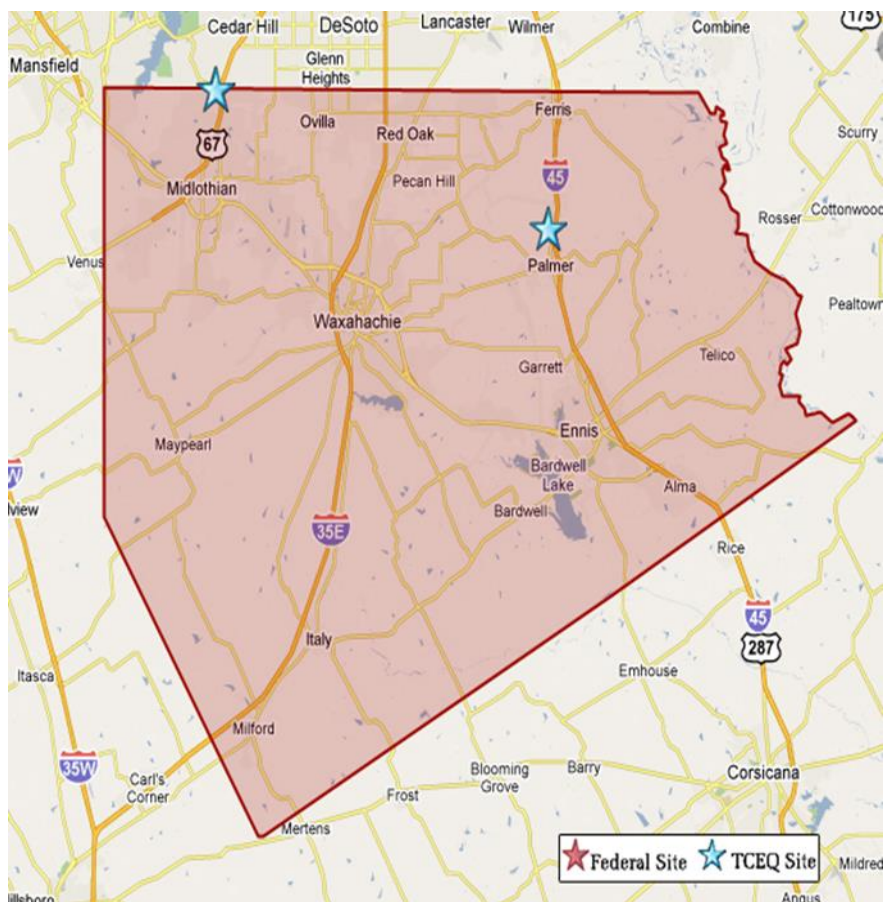 175
Cedar Hill
DeSoto
Lancaster
Wilmer
Combine
Mansfield
Glenn
Heights
Ferris
Ovilla
Red Oak
Scurry
67
45
Midlothian
Pecan Hill
Cottonwood
Rosser
Venus
Palmer
Pealtown
Waxahachie
Telico
Garrett
Maypearl
Ennis
Bardwell
Lake
Alma
Bardwell
35E
Rice
Italy
45
287
Emhouse
Itasca
Milford
35W
Carl's
Corner
Blooming
Grove
Barry
Corsicana
Frost
Mertens
Federal Site
TCEQ Site
Mildred
Angus